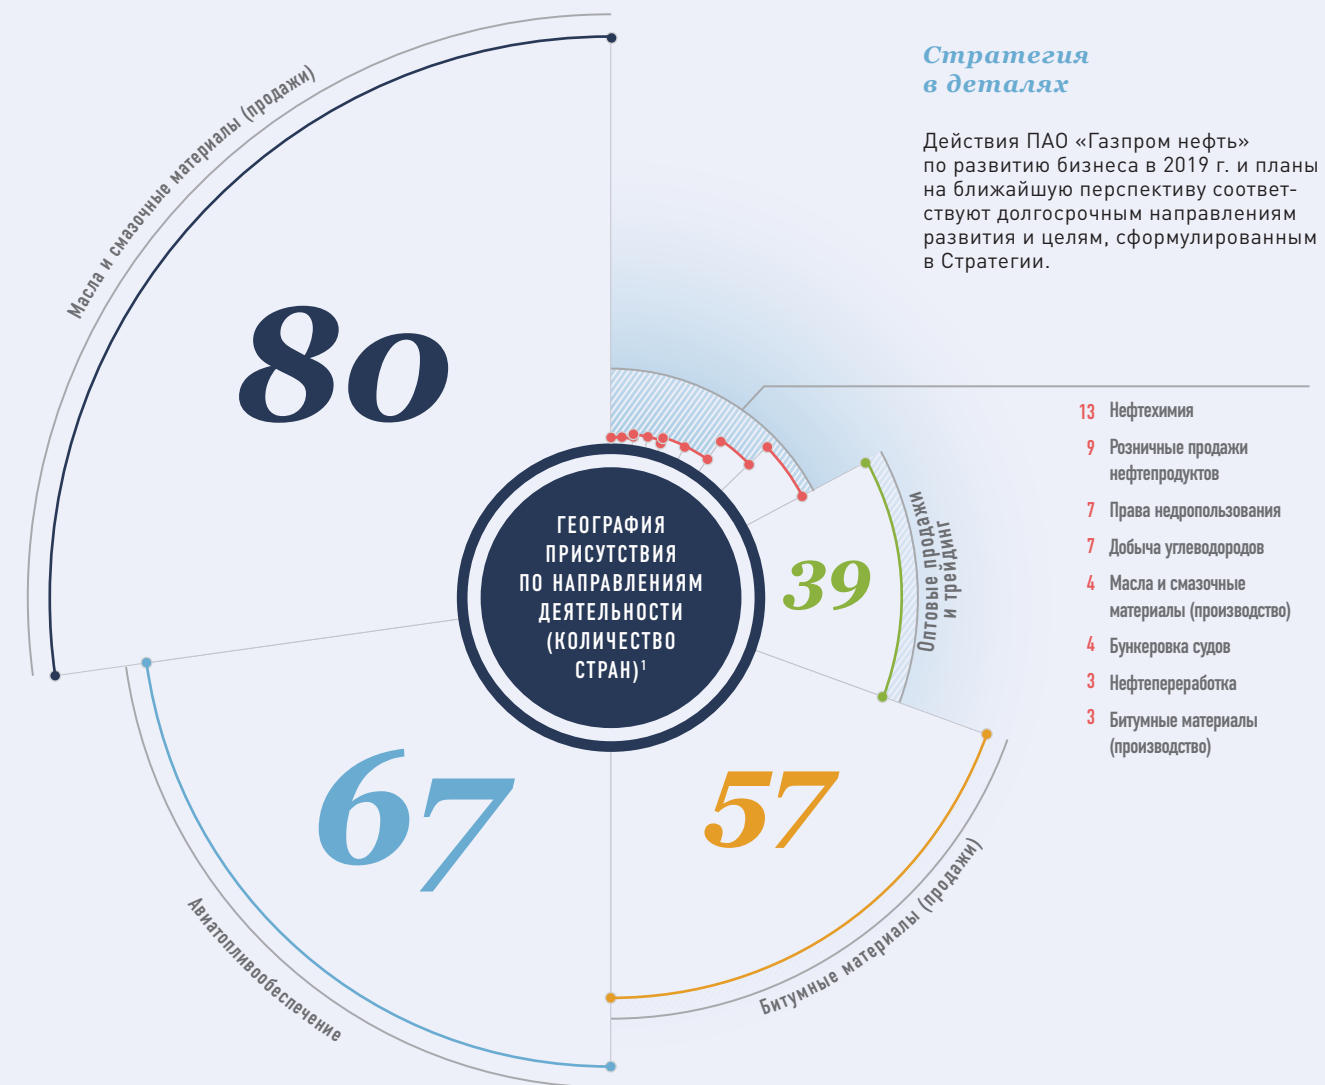 Стратегия
в деталях
Действия ПАО «Газпром нефть»
по развитию бизнеса в 2019 г. и планы
на ближайшую перспективу соответ-
ствуют долгосрочным направлениям
развития и целям, сформулированным
в Стратегии.
Масла и смазочные материалы (продажи)
80
13 Нефтехимия
9 Розничные продажи
нефтепродуктов
7 Права недропользования
7 Добыча углеводородов
4 Масла и смазочные
материалы (производство)
4 Бункеровка судов
3 Нефтепереработка
3 Битумные материалы
(производство)
ГЕОГРАФИЯ
ПРИСУТСТВИЯ
ПО НАПРАВЛЕНИЯМ
ДЕЯТЕЛЬНОСТИ
(КОЛИЧЕСТВО
СТРАН)¹
39
Оптовые продажи
и трейдинг
67
Авиатопливообеспечение
57
Битумные материалы (продажи)